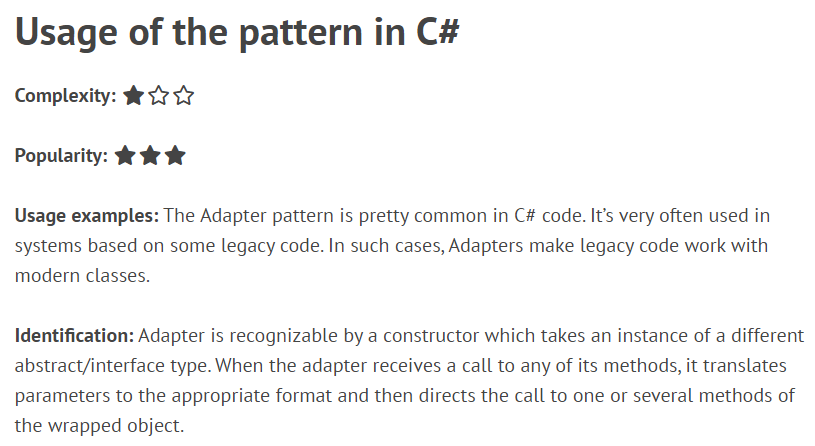 Usage of the pattern in C#
Complexity: ★☆☆
Popularity: ★★★
Usage examples: The Adapter pattern is pretty common in C# code. It’s very often used in
systems based on some legacy code. In such cases, Adapters make legacy code work with
modern classes.
Identification: Adapter is recognizable by a constructor which takes an instance of a different
abstract/interface type. When the adapter receives a call to any of its methods, it translates
parameters to the appropriate format and then directs the call to one or several methods of
the wrapped object.